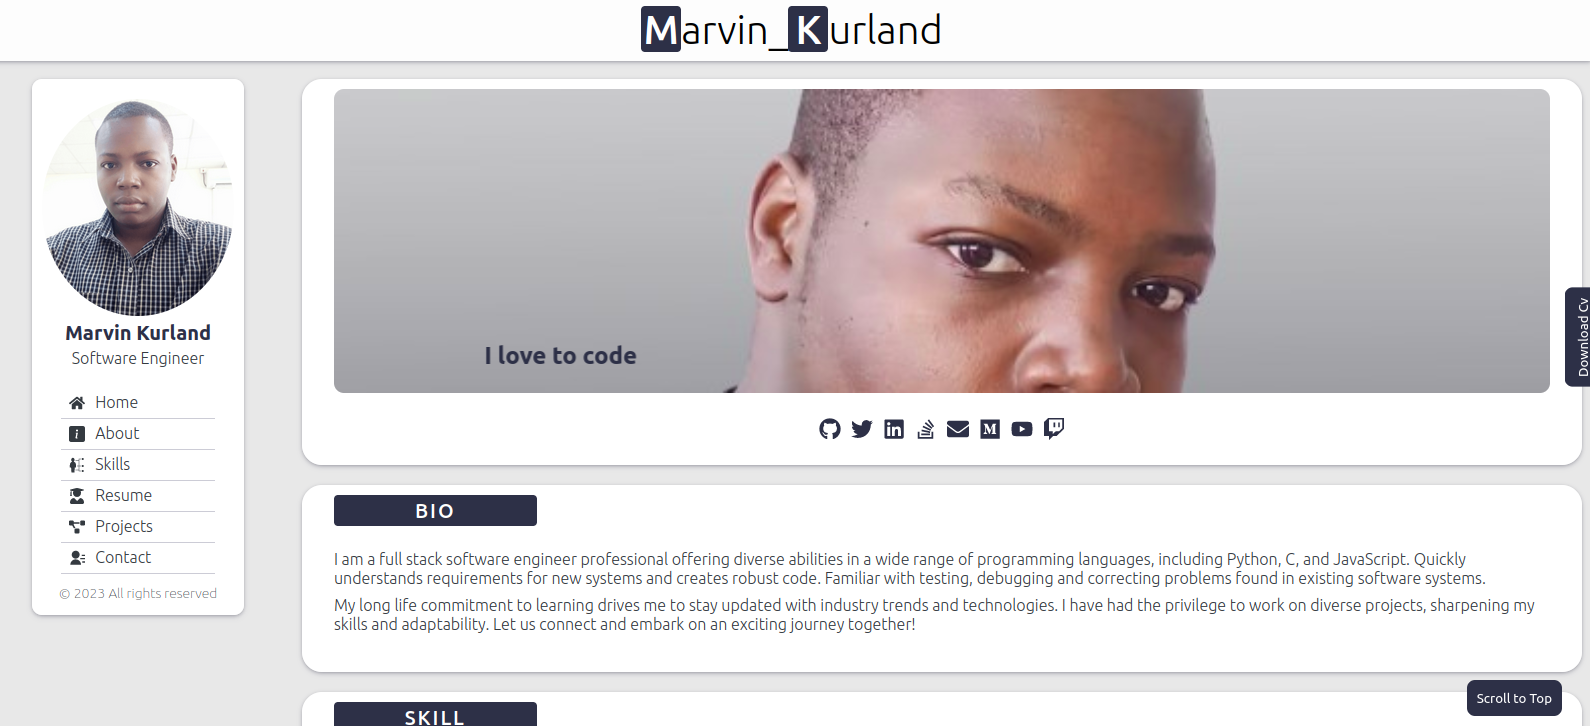 Marvin_Kurland
Marvin Kurland
Software Engineer
Home
About
Skills
Resume
Projects
Contact
© 2023 All rights reserved
I love to code
Download Cv
BIO
I am a full stack software engineer professional offering diverse abilities in a wide range of programming languages, including Python, C, and JavaScript. Quickly
understands requirements for new systems and creates robust code. Familiar with testing, debugging and correcting problems found in existing software systems.
My long life commitment to learning drives me to stay updated with industry trends and technologies. I have had the privilege to work on diverse projects, sharpening my
skills and adaptability. Let us connect and embark on an exciting journey together!
Scroll to Top
SKILL